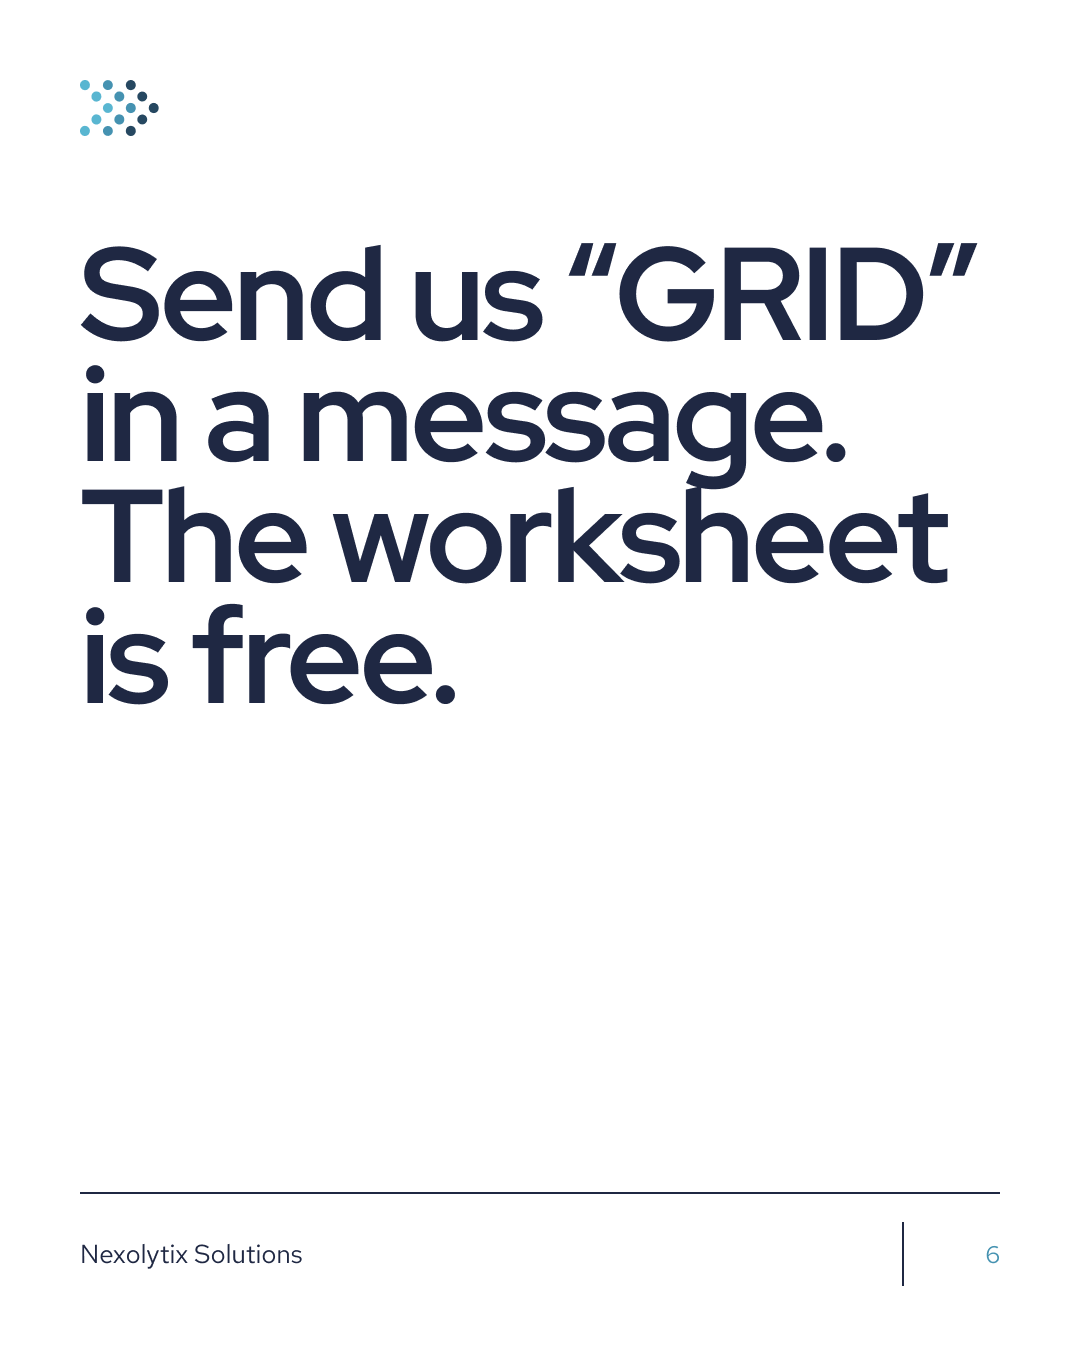 Send us “GRID”
in a message.
The worksheet
is free.
Nexolytix Solutions
6